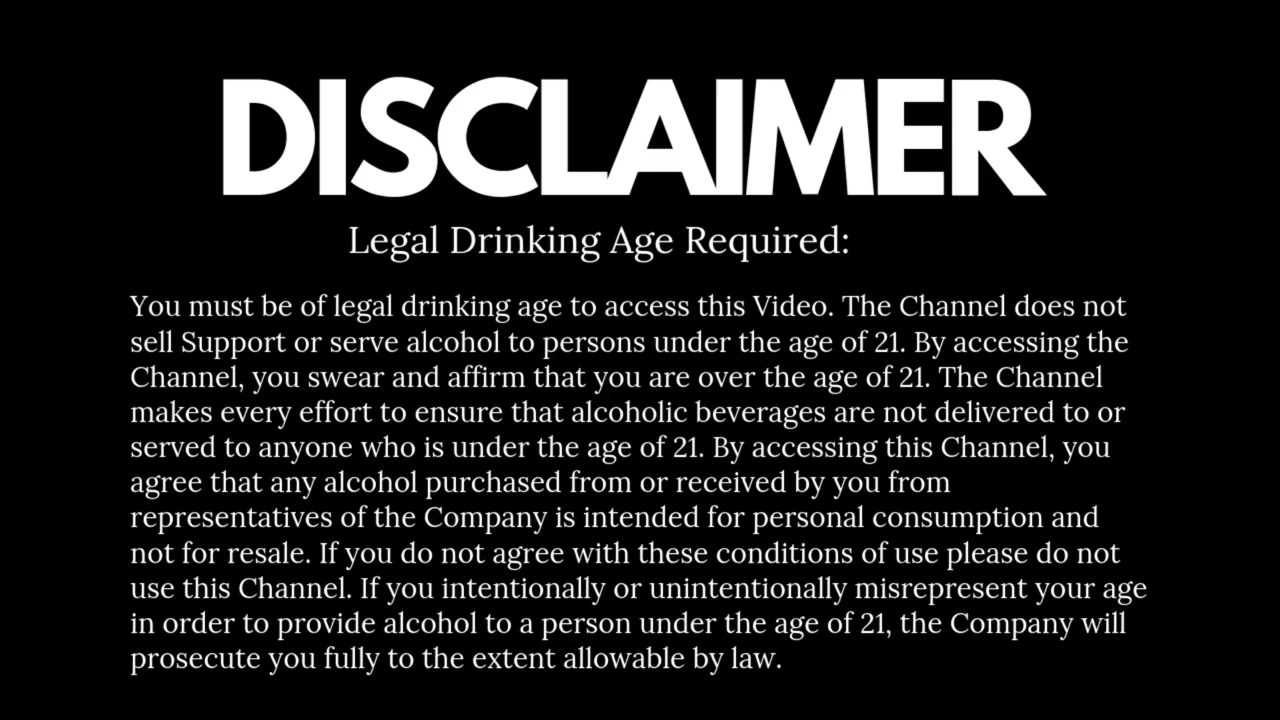 DISCLAIMER
Legal Drinking Age Required:
You must be of legal drinking age to access this Video. The Channel does not
sell Support or serve alcohol to persons under the age of 21. By accessing the
Channel, you swear and affirm that you are over the age of 21. The Channel
makes every effort to ensure that alcoholic beverages are not delivered to or
served to anyone who is under the age of 21. By accessing this Channel, you
agree that any alcohol purchased from or received by you from
representatives of the Company is intended for personal consumption and
not for resale. If you do not agree with these conditions of use please do not
use this Channel. If you intentionally or unintentionally misrepresent your age
in order to provide alcohol to a person under the age of 21, the Company will
prosecute you fully to the extent allowable by law.